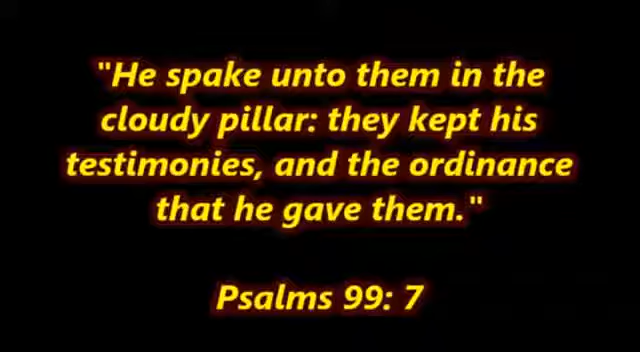 "He spake unto them in the
cloudy pillar: they kept his
testimonies, and the ordinance
that he gave them."
Psalms 99: 7